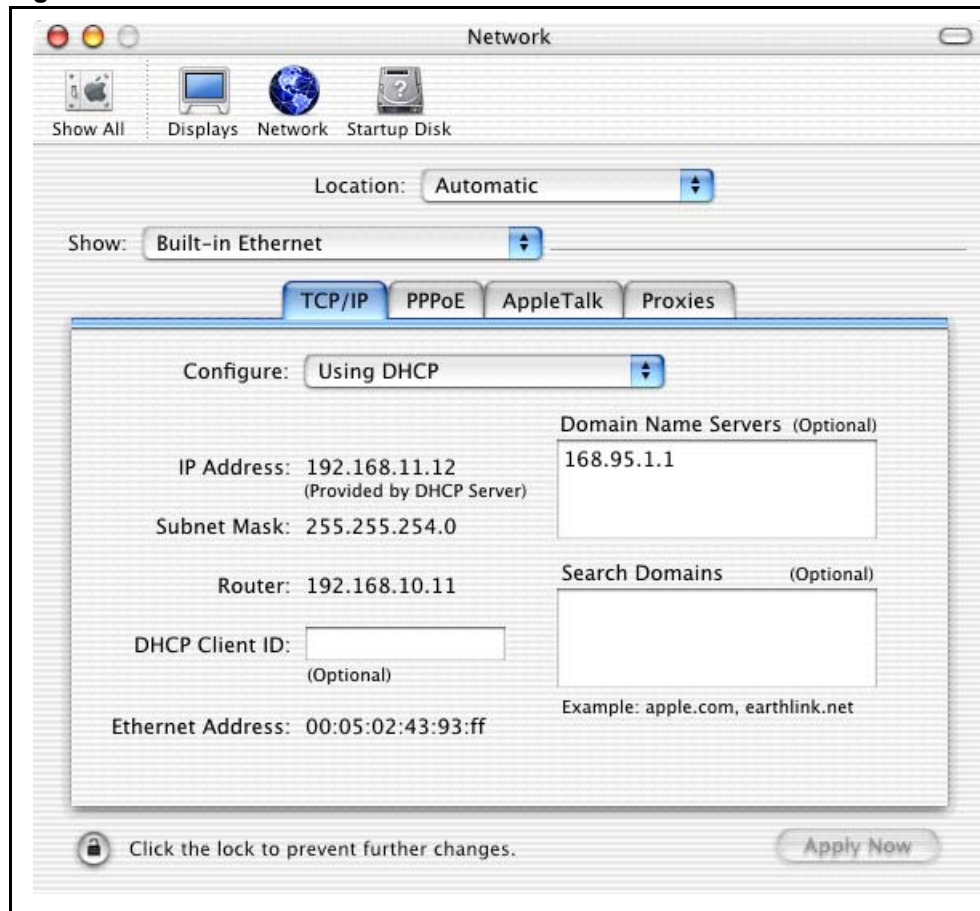 Network
Show All
Displays
Network
Startup Disk
?
Location: Automatic
Show: Built-in Ethernet
TCP/IP
PPPoE
AppleTalk
Proxies
Configure: Using DHCP
IP Address: 192.168.11.12
(Provided by DHCP Server)
Subnet Mask: 255.255.254.0
Router: 192.168.10.11
DHCP Client ID:
(Optional)
Ethernet Address: 00:05:02:43:93:ff
Domain Name Servers (Optional)
168.95.1.1
Search Domains (Optional)
Example: apple.com, earthlink.net
Click the lock to prevent further changes.
Apply Now